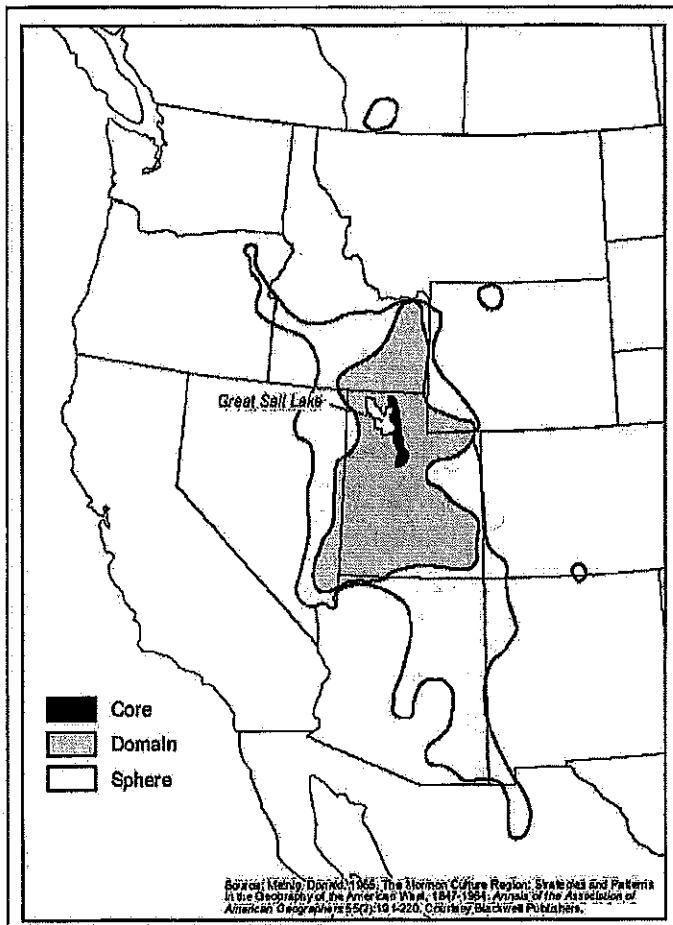 Great Salt Lake
Core
Domain
Sphere
Source: Meinig, Donald. 1965. The Mormon Culture Region: Strategies and Patterns
in the Geography of the American West, 1847-1964. Annals of the Association of
American Geographers 55(2):191-220. Courtesy Blackwell Publishers.